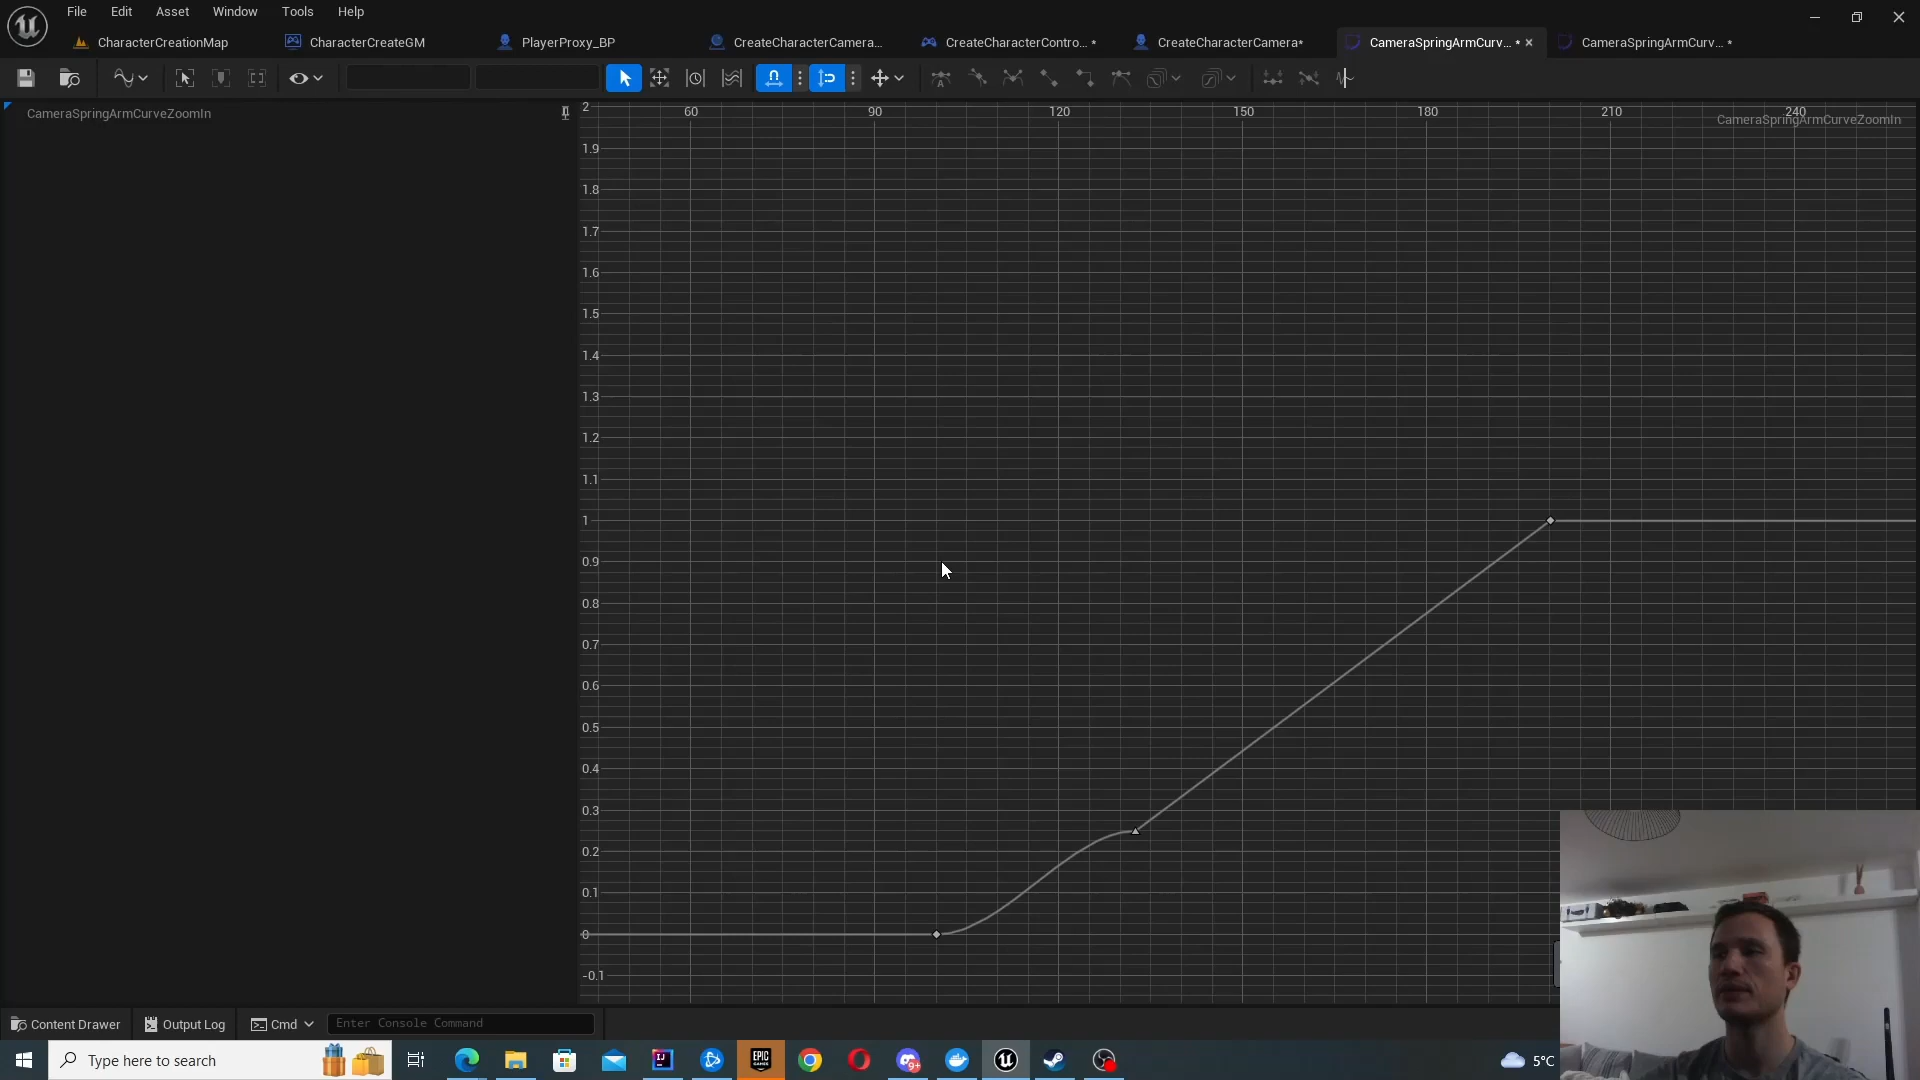 File Edit Asset Window Tools Help
CharacterCreationMap CharacterCreateGM PlayerProxy_BP CreateCharacterCamera... CreateCharacterContro... * CreateCharacterCamera* CameraSpringArmCurv... * CameraSpringArmCurv... *
CameraSpringArmCurveZoomIn
2 60 90 120 150 180 210 240
CameraSpringArmCurveZoomIn
1.9
1.8
1.7
1.6
1.5
1.4
1.3
1.2
1.1
1
0.9
0.8
0.7
0.6
0.5
0.4
0.3
0.2
0.1
0
-0.1
Content Drawer Output Log Cmd Enter Console Command
Type here to search
EPIC GAMES
9+
5°C